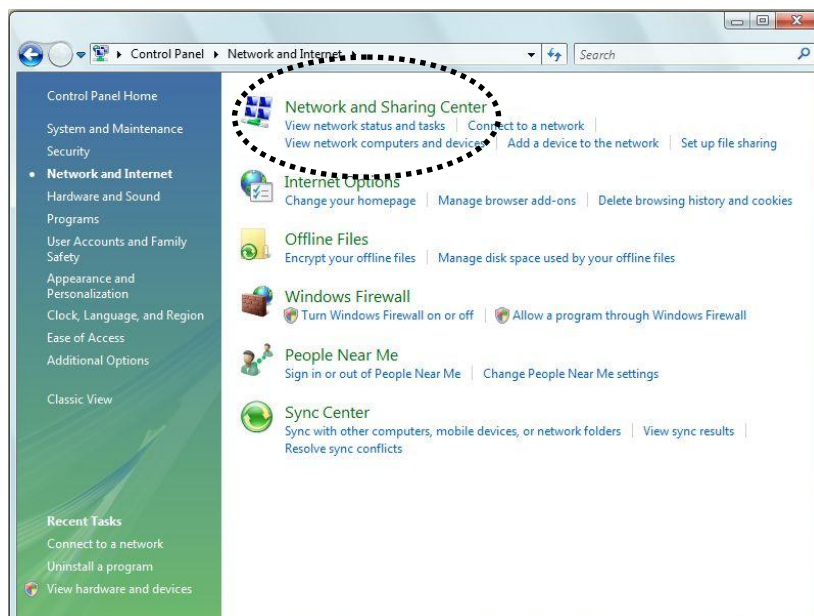 Control Panel Network and Internet Search
Control Panel Home
System and Maintenance
Security
Network and Internet
Hardware and Sound
Programs
User Accounts and Family
Safety
Appearance and
Personalization
Clock, Language, and Region
Ease of Access
Additional Options
Classic View
Recent Tasks
Connect to a network
Uninstall a program
View hardware and devices
Network and Sharing Center
View network status and tasks Connect to a network
View network computers and devices Add a device to the network Set up file sharing
Internet Options
Change your homepage Manage browser add-ons Delete browsing history and cookies
Offline Files
Encrypt your offline files Manage disk space used by your offline files
Windows Firewall
Turn Windows Firewall on or off Allow a program through Windows Firewall
People Near Me
Sign in or out of People Near Me Change People Near Me settings
Sync Center
Sync with other computers, mobile devices, or network folders View sync results
Resolve sync conflicts